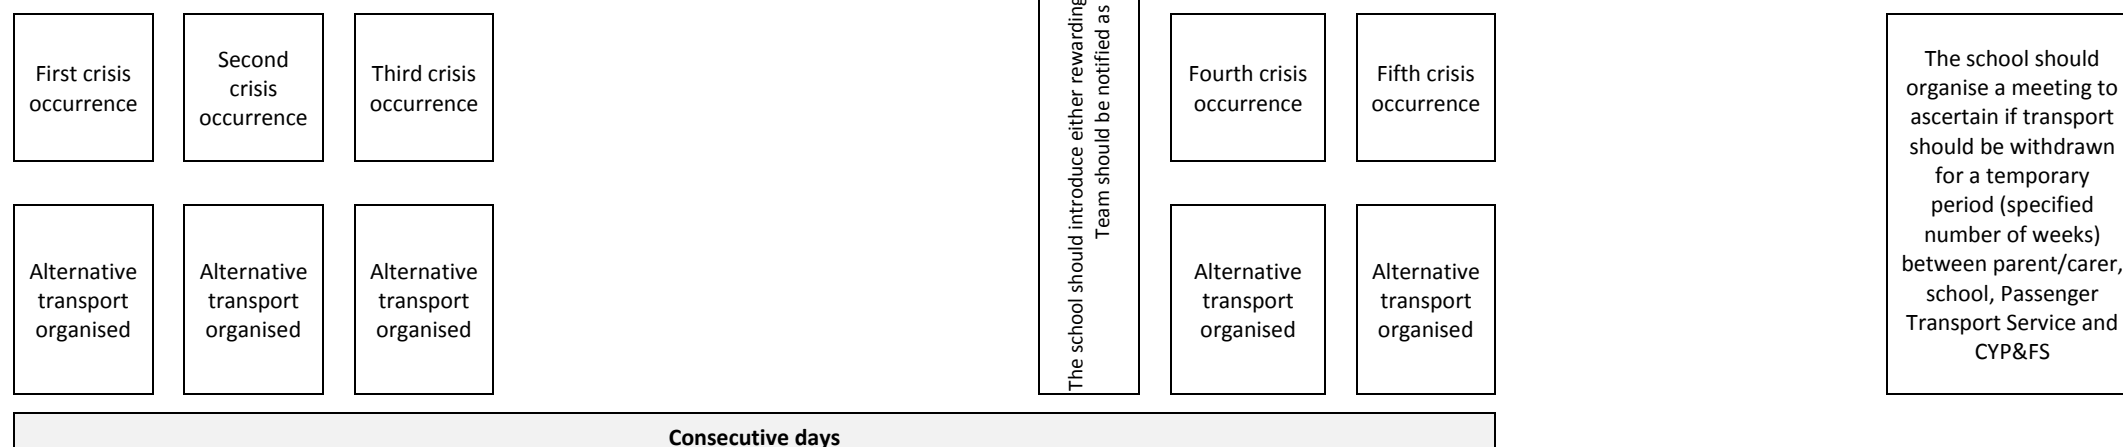 First crisis
occurrence
Second
crisis
occurrence
Third crisis
occurrence
The school should introduce either rewarding
Team should be notified as
Fourth crisis
occurrence
Fifth crisis
occurrence
The school should
organise a meeting to
ascertain if transport
should be withdrawn
for a temporary
period (specified
number of weeks)
between parent/carer,
school, Passenger
Transport Service and
CYP&FS
Alternative
transport
organised
Alternative
transport
organised
Alternative
transport
organised
Alternative
transport
organised
Alternative
transport
organised
Consecutive days